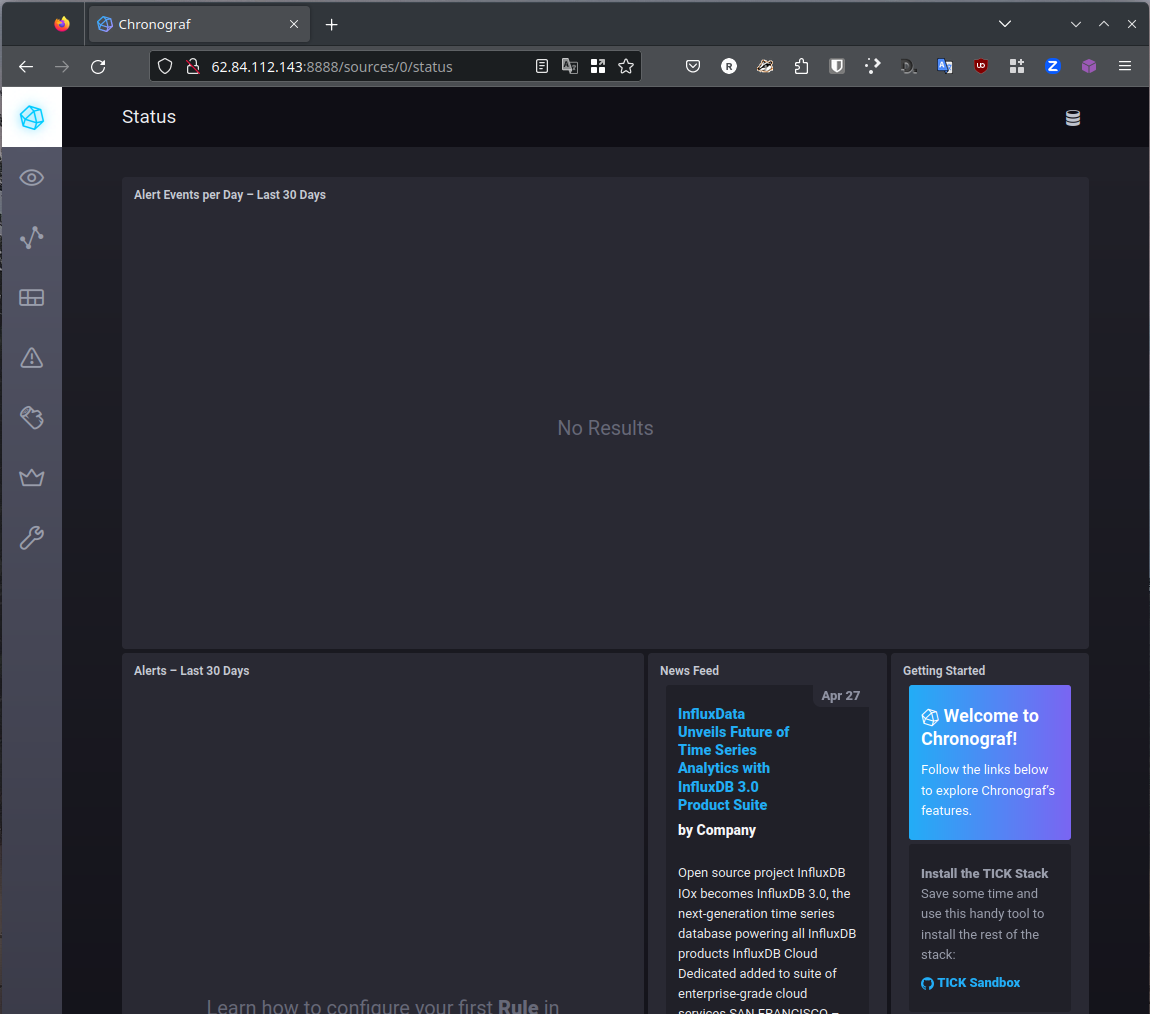 Chronograf
62.84.112.143:8888/sources/0/status
Status
Alert Events per Day – Last 30 Days
No Results
Alerts – Last 30 Days
Learn how to configure your first Rule in
News Feed
Apr 27
InfluxData
Unveils Future of
Time Series
Analytics with
InfluxDB 3.0
Product Suite
by Company
Open source project InfluxDB
IOx becomes InfluxDB 3.0, the
next-generation time series
database powering all InfluxDB
products InfluxDB Cloud
Dedicated added to suite of
enterprise-grade cloud
services SAN FRANCISCO –
Getting Started
Welcome to
Chronograf!
Follow the links below
to explore Chronograf’s
features.
Install the TICK Stack
Save some time and
use this handy tool to
install the rest of the
stack:
TICK Sandbox